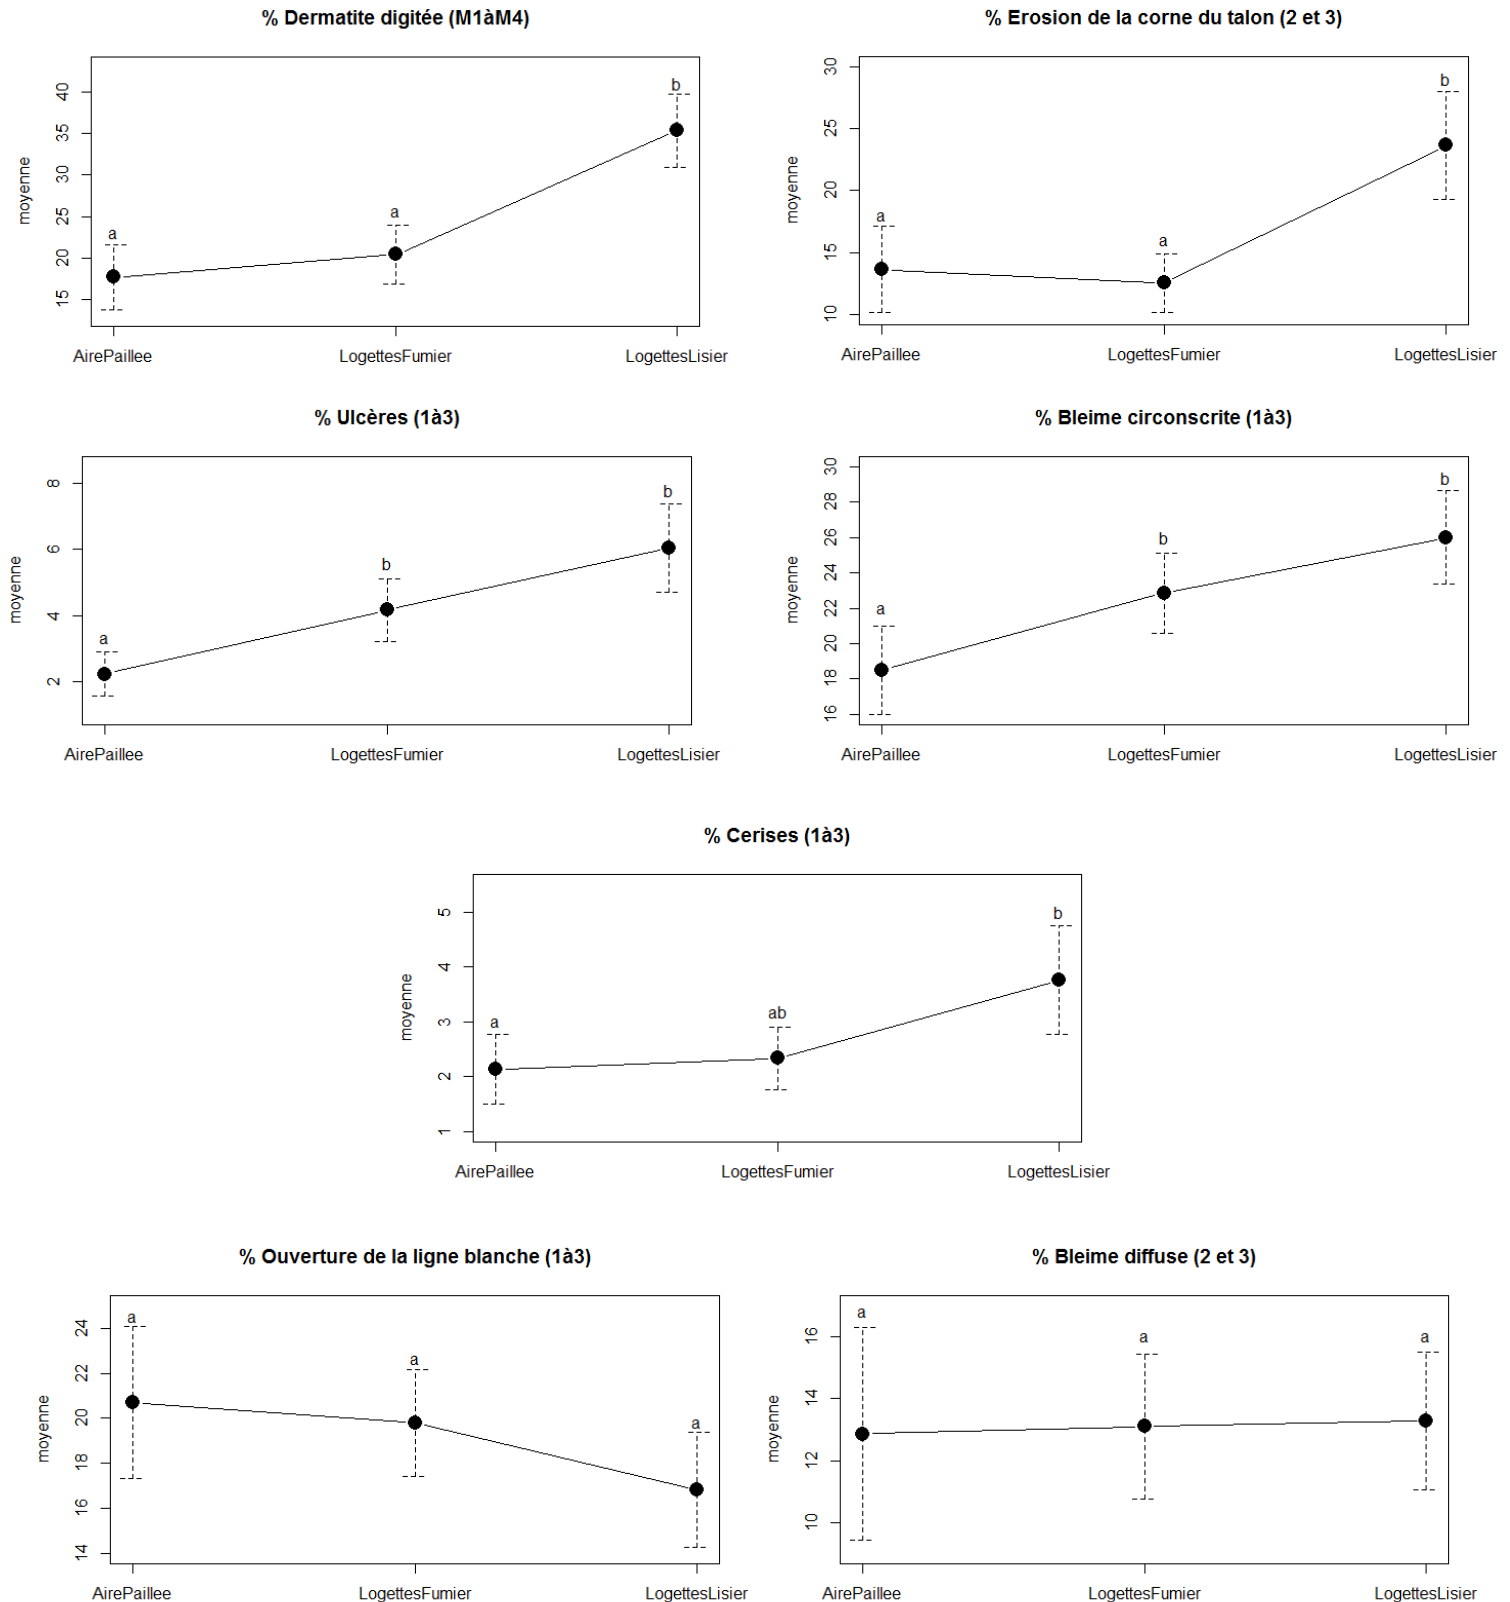 % Dermatite digitée (M1àM4)
moyenne
40
35
30
25
20
15
a
a
b
AirePaillee
LogettesFumier
LogettesLisier
% Erosion de la corne du talon (2 et 3)
moyenne
30
25
20
15
10
a
a
b
AirePaillee
LogettesFumier
LogettesLisier
% Ulcères (1à3)
moyenne
8
6
4
2
a
b
b
AirePaillee
LogettesFumier
LogettesLisier
% Bleime circonscrite (1à3)
moyenne
30
28
26
24
22
20
18
16
a
b
b
AirePaillee
LogettesFumier
LogettesLisier
% Cerises (1à3)
moyenne
5
4
3
2
1
a
ab
b
AirePaillee
LogettesFumier
LogettesLisier
% Ouverture de la ligne blanche (1à3)
moyenne
24
22
20
18
16
14
a
a
a
AirePaillee
LogettesFumier
LogettesLisier
% Bleime diffuse (2 et 3)
moyenne
16
14
12
10
a
a
a
AirePaillee
LogettesFumier
LogettesLisier